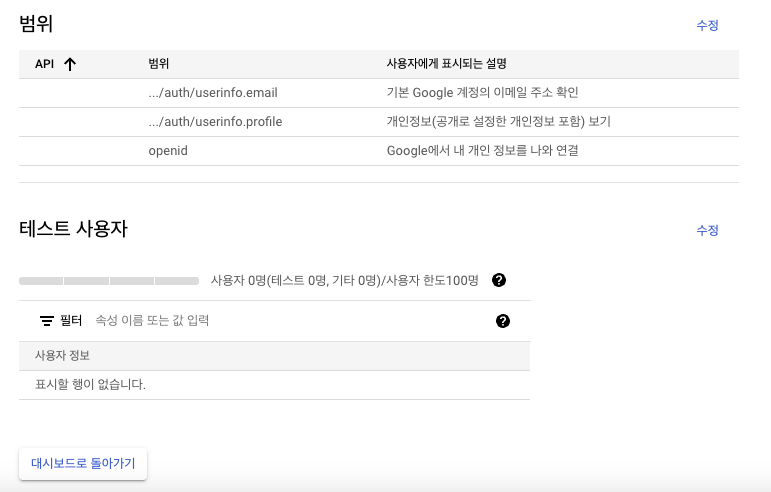 범위
수정
API 범위 사용자에게 표시되는 설명
.../auth/userinfo.email 기본 Google 계정의 이메일 주소 확인
.../auth/userinfo.profile 개인정보(공개로 설정한 개인정보 포함) 보기
openid Google에서 내 개인 정보를 나와 연결
테스트 사용자
수정
사용자 0명(테스트 0명, 기타 0명)/사용자 한도100명
필터 속성 이름 또는 값 입력
사용자 정보
표시할 행이 없습니다.
대시보드로 돌아가기